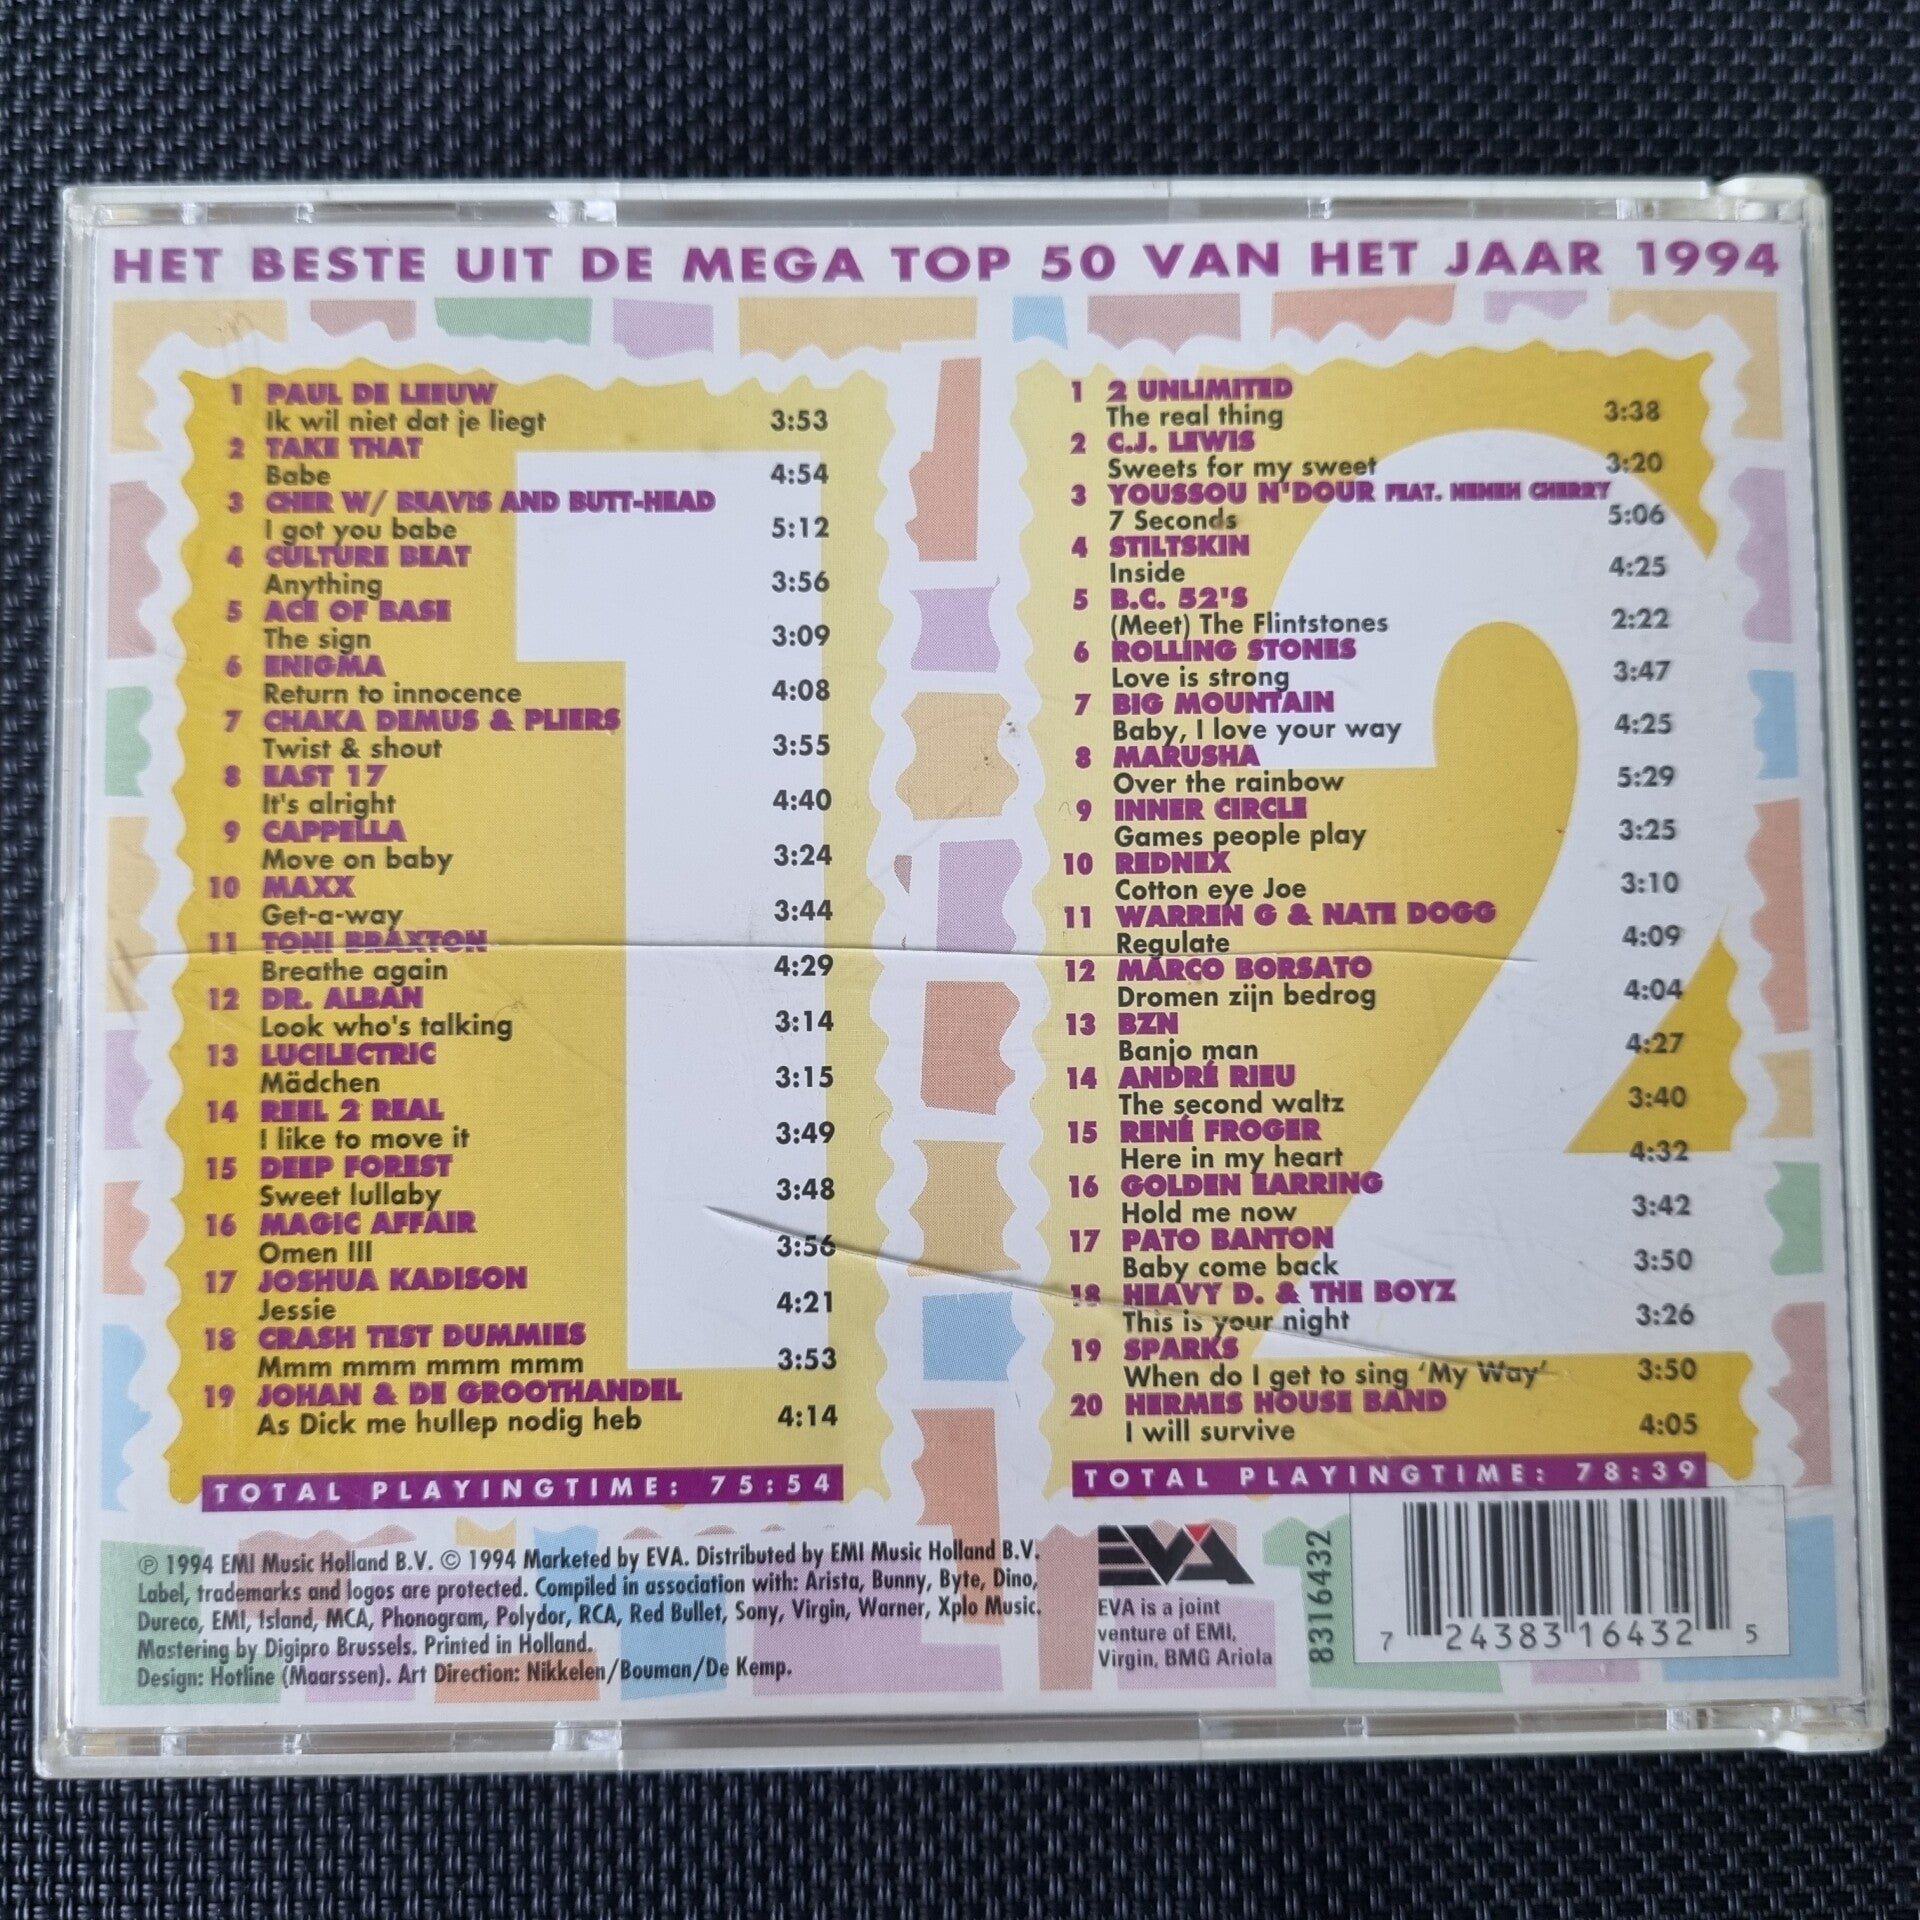 HET BESTE UIT DE MEGA TOP 50 VAN HET JAAR 1994
1 PAUL DE LEEUW
Ik wil niet dat je liegt 3:53
2 TAKE THAT
Babe 4:54
3 CHER W/ BEAVIS AND BUTT-HEAD
I got you babe 5:12
4 CULTURE BEAT
Anything 3:56
5 ACE OF BASE
The sign 3:09
6 ENIGMA
Return to innocence 4:08
7 CHAKA DEMUS & PLIERS
Twist & shout 3:55
8 EAST 17
It's alright 4:40
9 CAPPELLA
Move on baby 3:24
10 MAXX
Get-a-way 3:44
11 TONI BRAXTON
Breathe again 4:29
12 DR. ALBAN
Look who's talking 3:14
13 LUCILECTRIC
Mädchen 3:15
14 REEL 2 REAL
I like to move it 3:49
15 DEEP FOREST
Sweet lullaby 3:48
16 MAGIC AFFAIR
Omen III 3:56
17 JOSHUA KADISON
Jessie 4:21
18 CRASH TEST DUMMIES
Mmm mmm mmm mmm 3:53
19 JOHAN & DE GROOTHANDEL
As Dick me hullep nodig heb 4:14
TOTAL PLAYINGTIME: 75:54
1 2 UNLIMITED
The real thing 3:38
2 C.J. LEWIS
Sweets for my sweet 3:20
3 YOUSSOU N'DOUR FEAT. NENEH CHERRY
7 Seconds 5:06
4 STILTSKIN
Inside 4:25
5 B.C. 52'S
(Meet) The Flintstones 2:22
6 ROLLING STONES
Love is strong 3:47
7 BIG MOUNTAIN
Baby, I love your way 4:25
8 MARUSHA
Over the rainbow 5:29
9 INNER CIRCLE
Games people play 3:25
10 REDNEX
Cotton eye Joe 3:10
11 WARREN G & NATE DOGG
Regulate 4:09
12 MARCO BORSATO
Dromen zijn bedrog 4:04
13 BZN
Banjo man 4:27
14 ANDRÉ RIEU
The second waltz 3:40
15 RENÉ FROGER
Here in my heart 4:32
16 GOLDEN EARRING
Hold me now 3:42
17 PATO BANTON
Baby come back 3:50
18 HEAVY D. & THE BOYZ
This is your night 3:26
19 SPARKS
When do I get to sing ‘My Way’ 3:50
20 HERMES HOUSE BAND
I will survive 4:05
TOTAL PLAYINGTIME: 78:39
1
2
℗ 1994 EMI Music Holland B.V. © 1994 Marketed by EVA. Distributed by EMI Music Holland B.V.
Label, trademarks and logos are protected. Compiled in association with: Arista, Bunny, Byte, Dino,
Dureco, EMI, Island, MCA, Phonogram, Polydor, RCA, Red Bullet, Sony, Virgin, Warner, Xplo Music.
Mastering by Digipro Brussels. Printed in Holland.
Design: Hotline (Maarssen). Art Direction: Nikkelen/Bouman/De Kemp.
EVA
EVA is a joint
venture of EMI,
Virgin, BMG Ariola
8316432
7 24383 16432 5